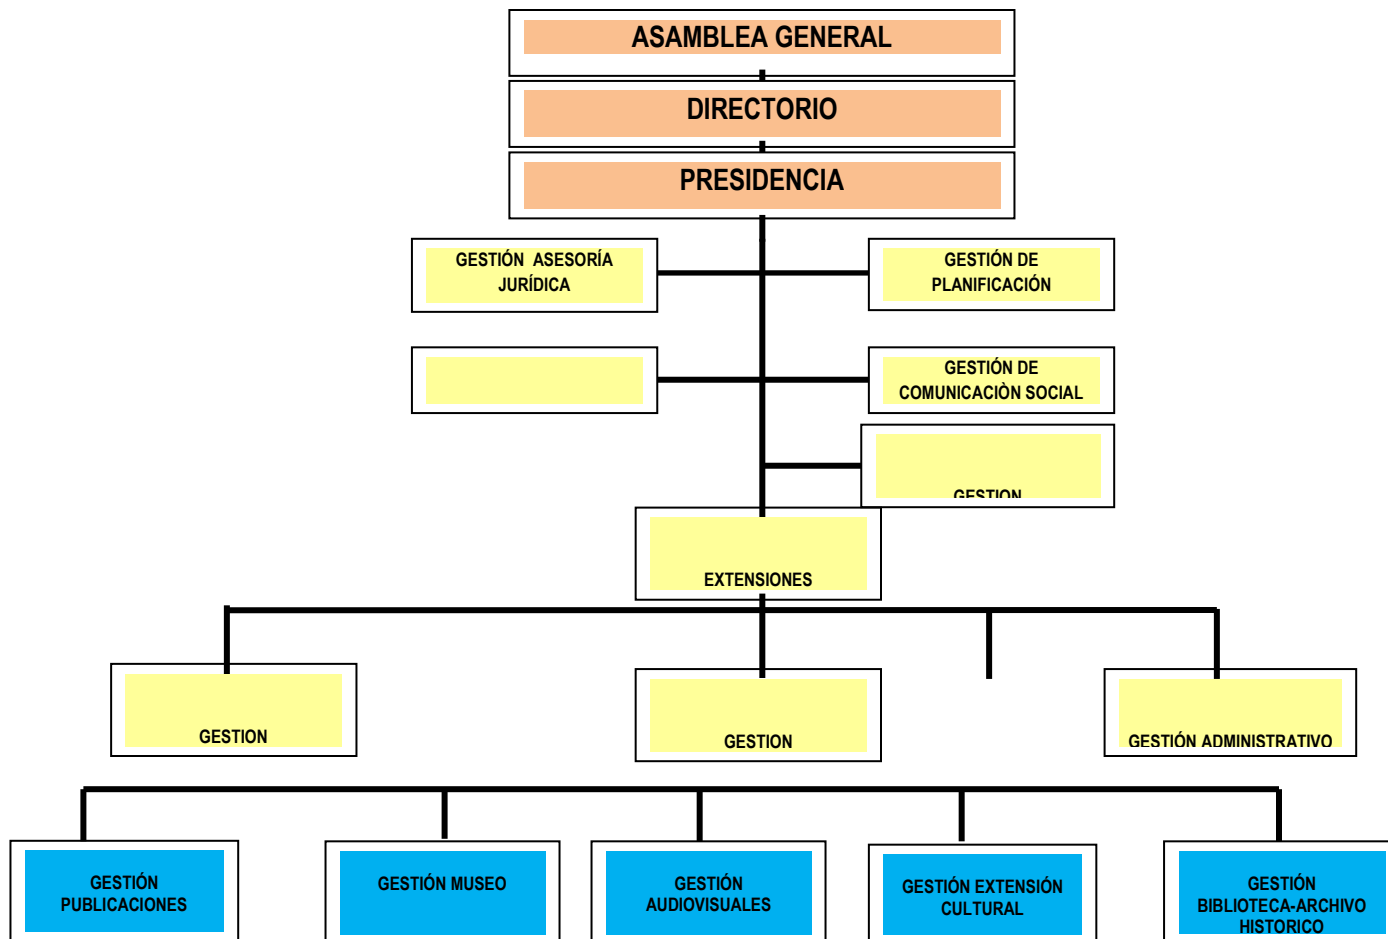 ASAMBLEA GENERAL
DIRECTORIO
PRESIDENCIA
GESTIÓN  ASESORÍA
JURÍDICA
GESTIÓN DE
PLANIFICACIÓN
GESTIÓN DE
COMUNICACIÒN SOCIAL
GESTION
EXTENSIONES
GESTION
GESTION
GESTIÓN ADMINISTRATIVO
GESTIÓN
PUBLICACIONES
GESTIÓN MUSEO
GESTIÓN
AUDIOVISUALES
GESTIÓN EXTENSIÓN
CULTURAL
GESTIÓN
BIBLIOTECA-ARCHIVO
HISTORICO